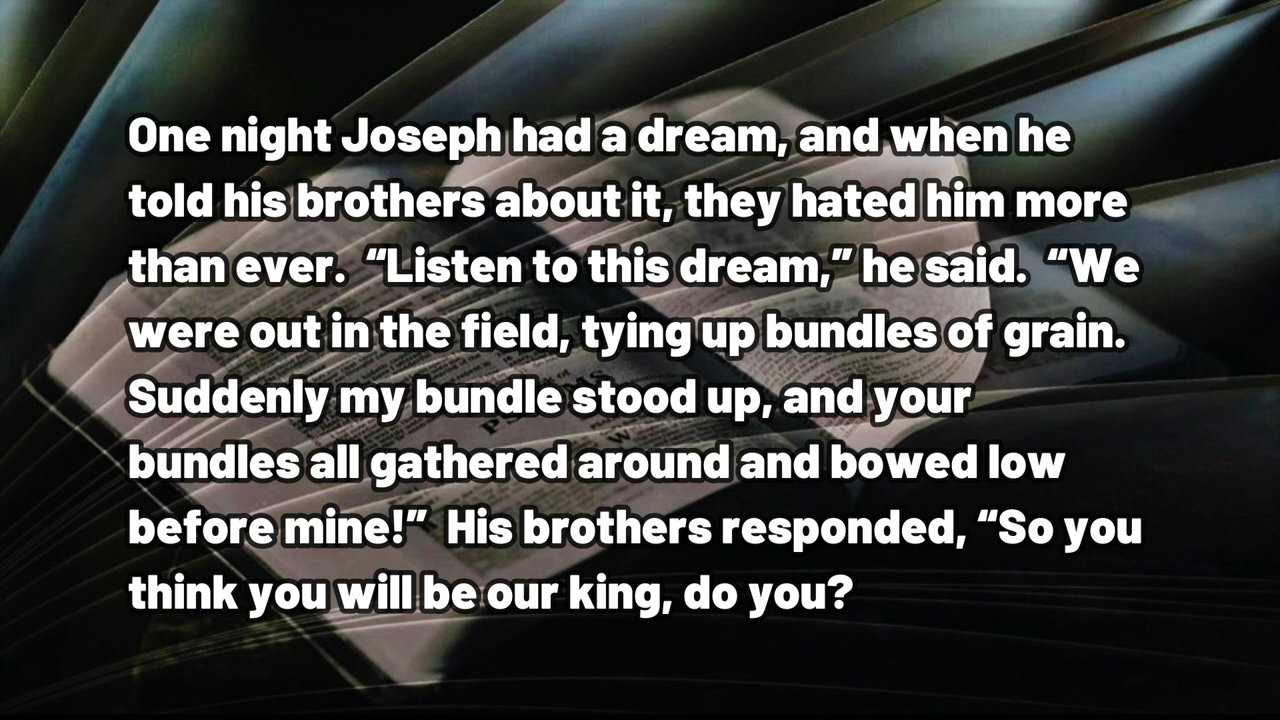 One night Joseph had a dream, and when he
told his brothers about it, they hated him more
than ever. “Listen to this dream,” he said. “We
were out in the field, tying up bundles of grain.
Suddenly my bundle stood up, and your
bundles all gathered around and bowed low
before mine!” His brothers responded, “So you
think you will be our king, do you?